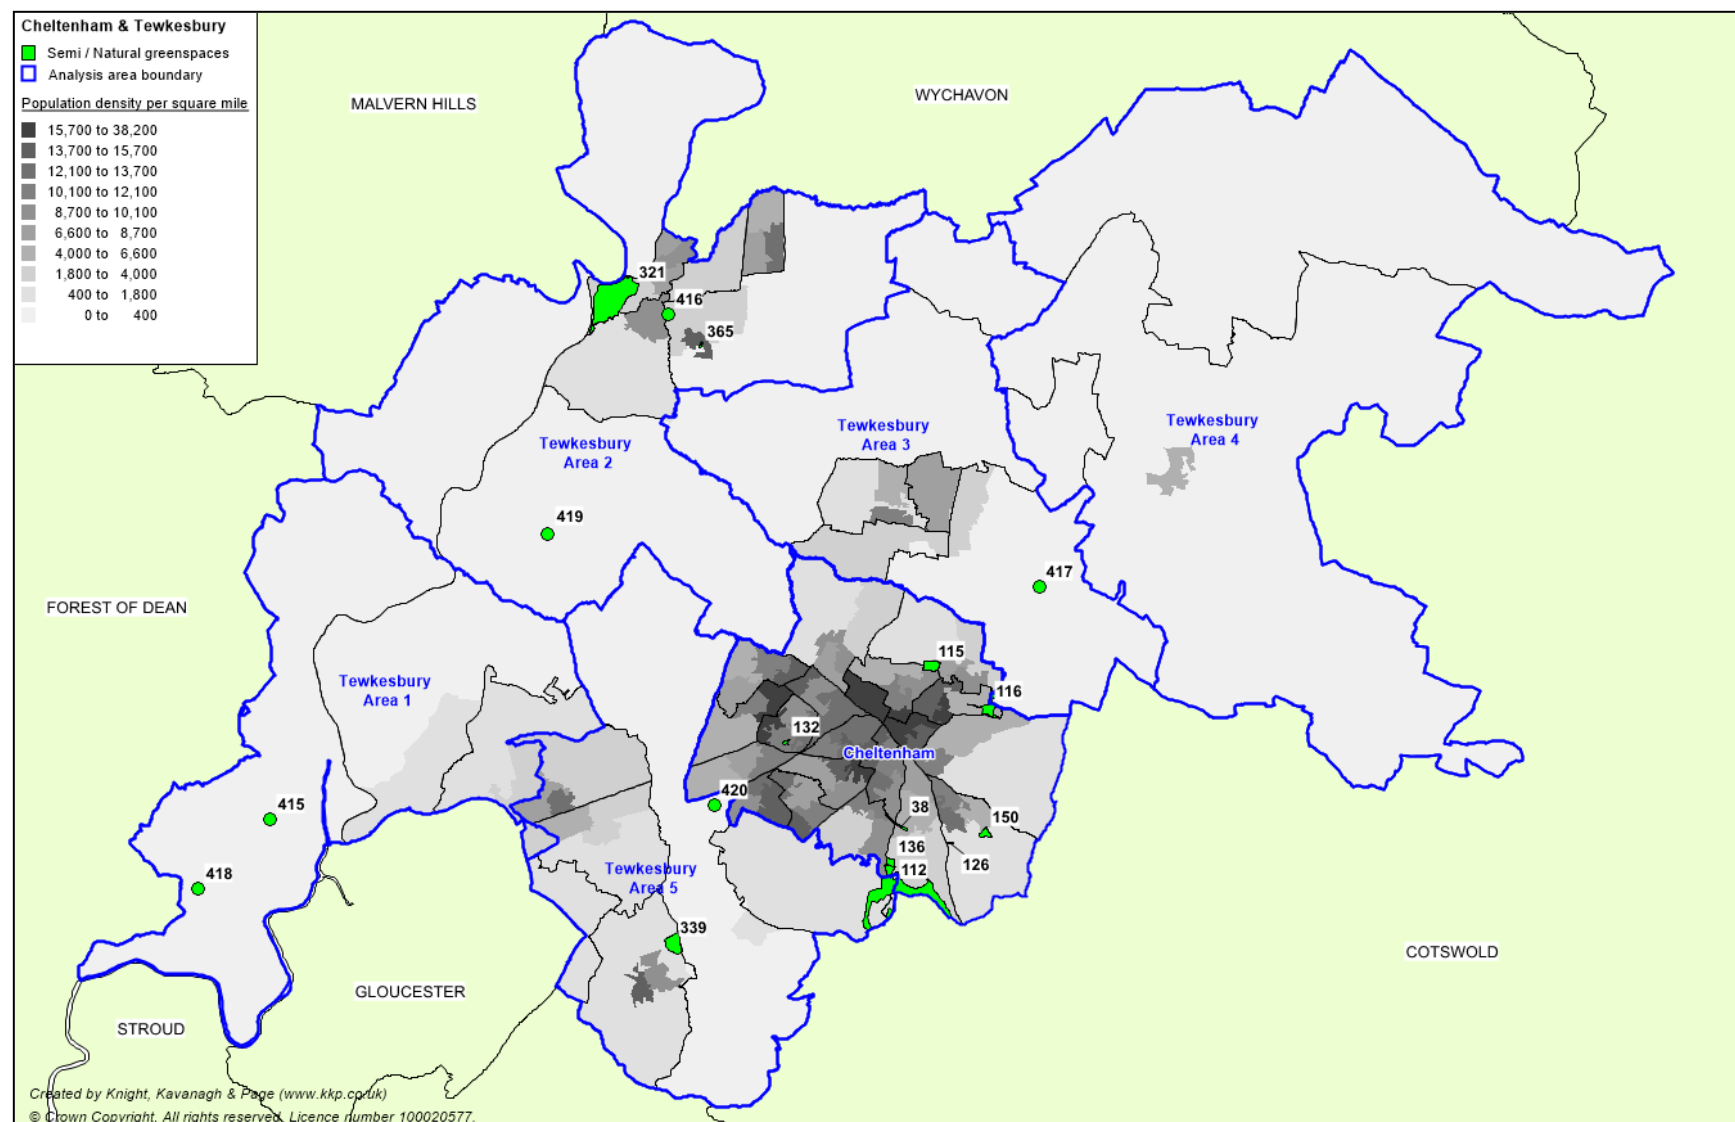 Cheltenham & Tewkesbury
Semi / Natural greenspaces
Analysis area boundary
Population density per square mile
15,700 to 38,200
13,700 to 15,700
12,100 to 13,700
10,100 to 12,100
8,700 to 10,100
6,600 to 8,700
4,000 to 6,600
1,800 to 4,000
400 to 1,800
0 to 400
MALVERN HILLS
WYCHAVON
321
416
365
Tewkesbury
Area 3
Tewkesbury
Area 4
Tewkesbury
Area 2
419
417
FOREST OF DEAN
115
Tewkesbury
Area 1
116
132
Cheltenham
420
415
38
150
136
126
112
Tewkesbury
Area 5
418
339
COTSWOLD
GLOUCESTER
STROUD
Created by Knight, Kavanagh & Page (www.kkp.co.uk)
© Crown Copyright. All rights reserved. Licence number 100020577.